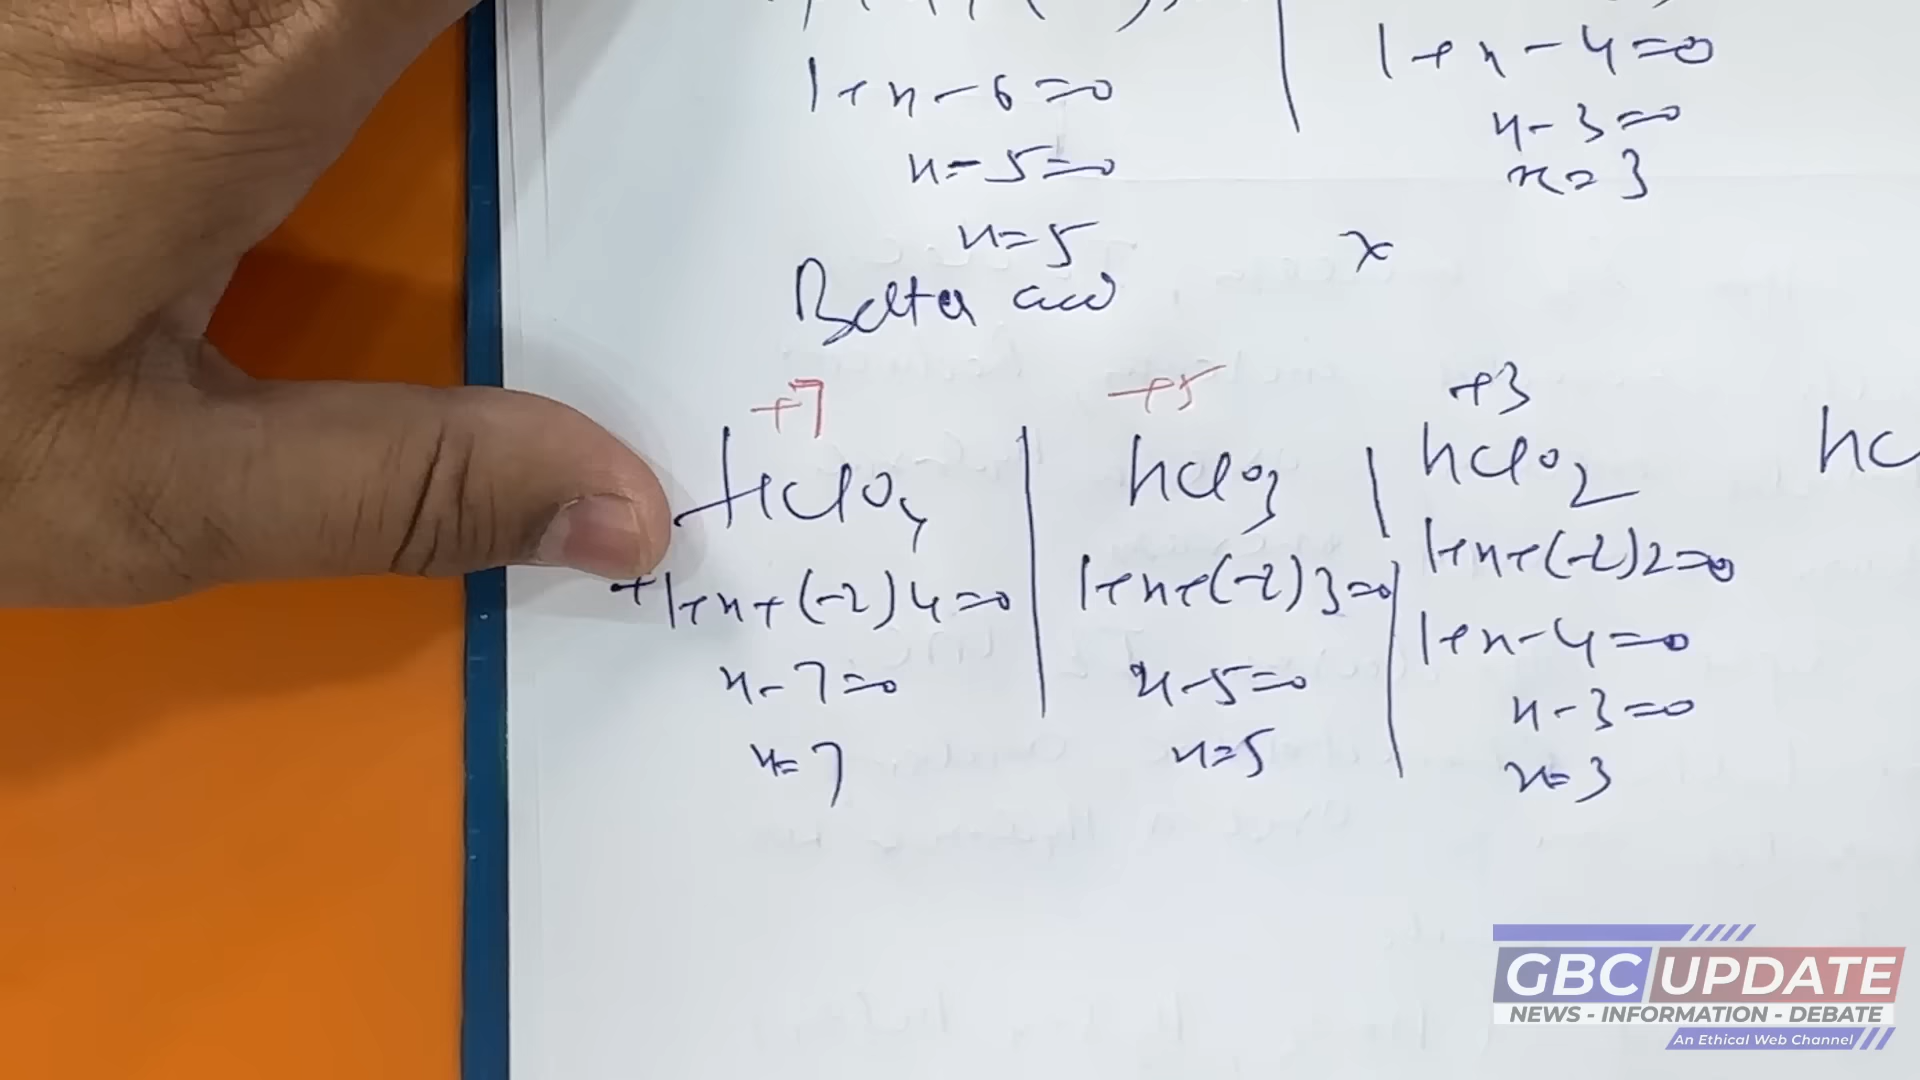 1+x-6=0
x-5=0
x=5
Better acid
1+x-4=0
x-3=0
x=3
x
+7 +5 +3
HClO4 | HClO3 | HClO2 HC
+1+x+(-2)4=0 | 1+x+(-2)3=0 | 1+x+(-2)2=0
x-7=0 x-5=0 1+x-4=0
x=7 x=5 x-3=0
x=3
GBC UPDATE
NEWS - INFORMATION - DEBATE
An Ethical Web Channel